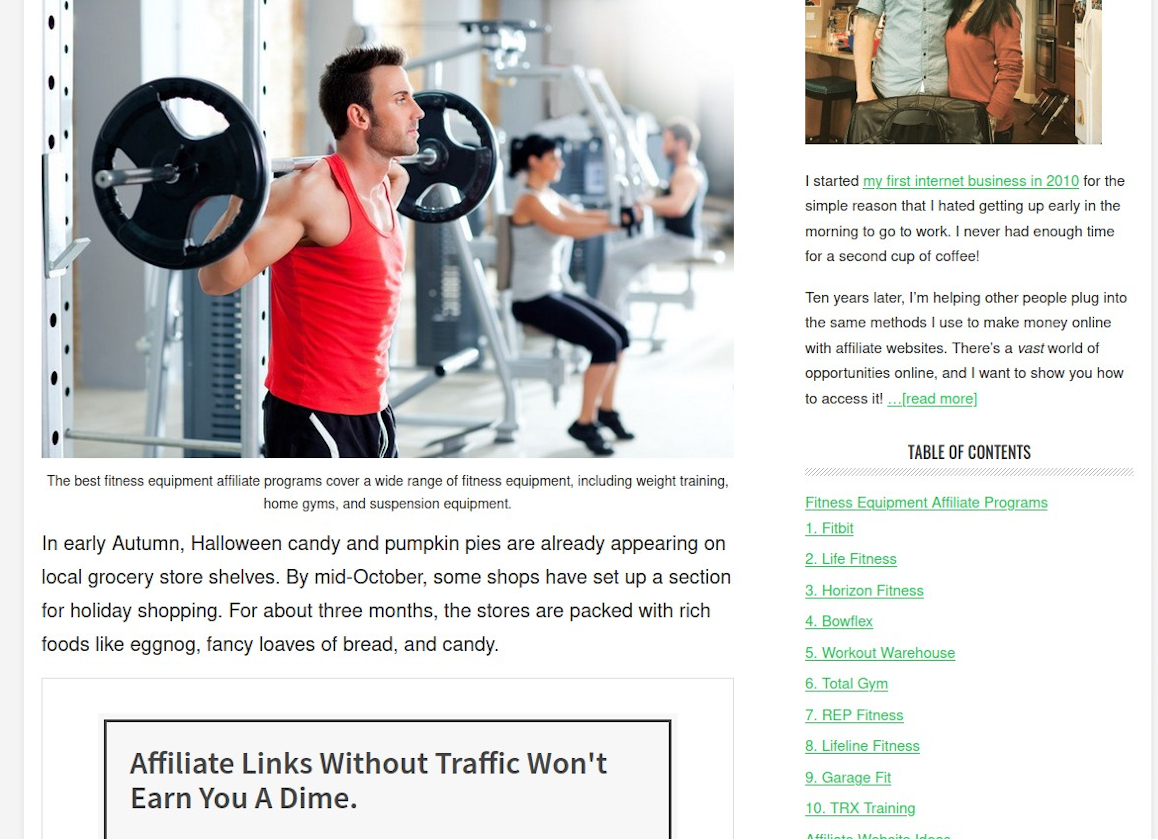 The best fitness equipment affiliate programs cover a wide range of fitness equipment, including weight training,
home gyms, and suspension equipment.
In early Autumn, Halloween candy and pumpkin pies are already appearing on
local grocery store shelves. By mid-October, some shops have set up a section
for holiday shopping. For about three months, the stores are packed with rich
foods like eggnog, fancy loaves of bread, and candy.
Affiliate Links Without Traffic Won't
Earn You A Dime.
I started my first internet business in 2010 for the
simple reason that I hated getting up early in the
morning to go to work. I never had enough time
for a second cup of coffee!
Ten years later, I'm helping other people plug into
the same methods I use to make money online
with affiliate websites. There's a vast world of
opportunities online, and I want to show you how
to access it! …[read more]
TABLE OF CONTENTS
Fitness Equipment Affiliate Programs
1. Fitbit
2. Life Fitness
3. Horizon Fitness
4. Bowflex
5. Workout Warehouse
6. Total Gym
7. REP Fitness
8. Lifeline Fitness
9. Garage Fit
10. TRX Training
Affiliate Website Ideas